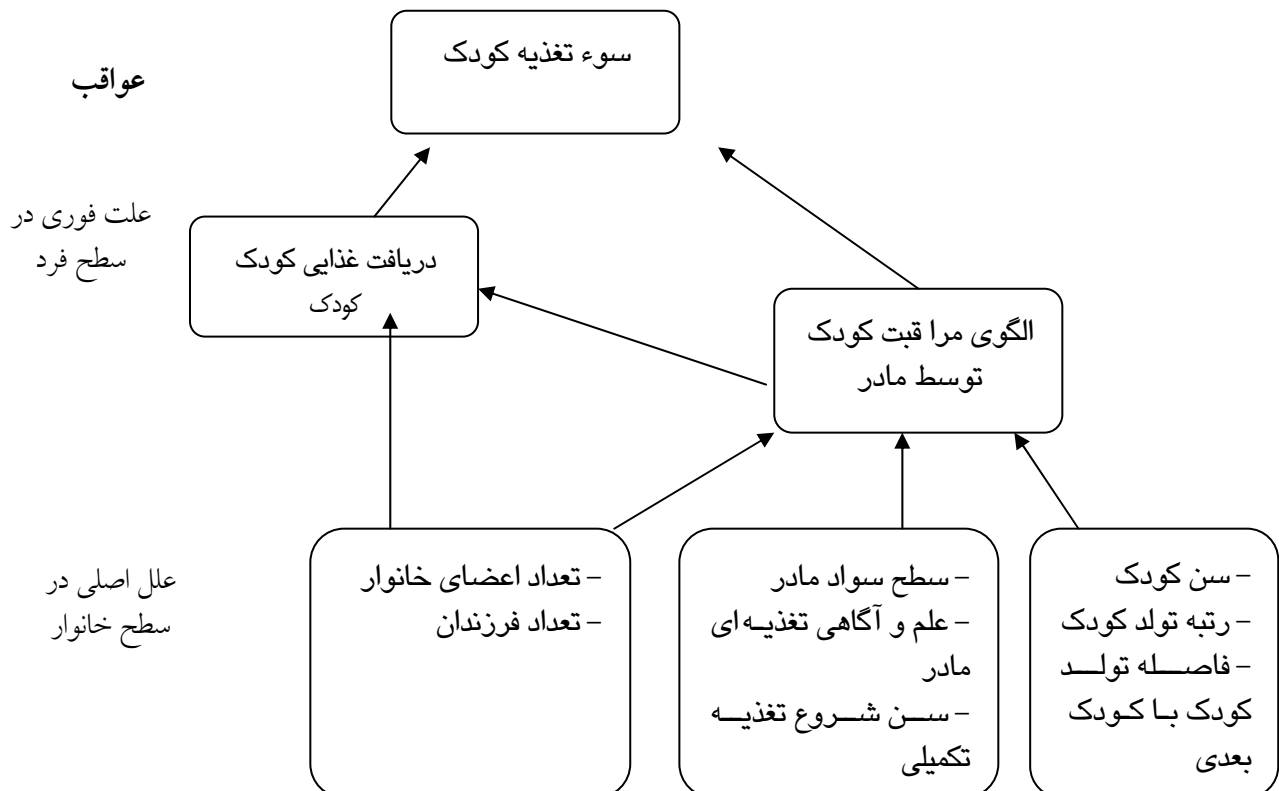 سوء تغذیه کودک
عواقب
علت فوری در
سطح فرد
دریافت غذایی کودک
کودک
الگوی مرا قبت کودک
توسط مادر
علل اصلی در
سطح خانوار
– سن کودک
– رتبه تولد کودک
– فاصله تولد
کودک با کودک
بعدی
– سطح سواد مادر
– علم و آگاهی تغذیه ای
مادر
– سن شروع تغذیه
تکمیلی
– تعداد اعضای خانوار
– تعداد فرزندان